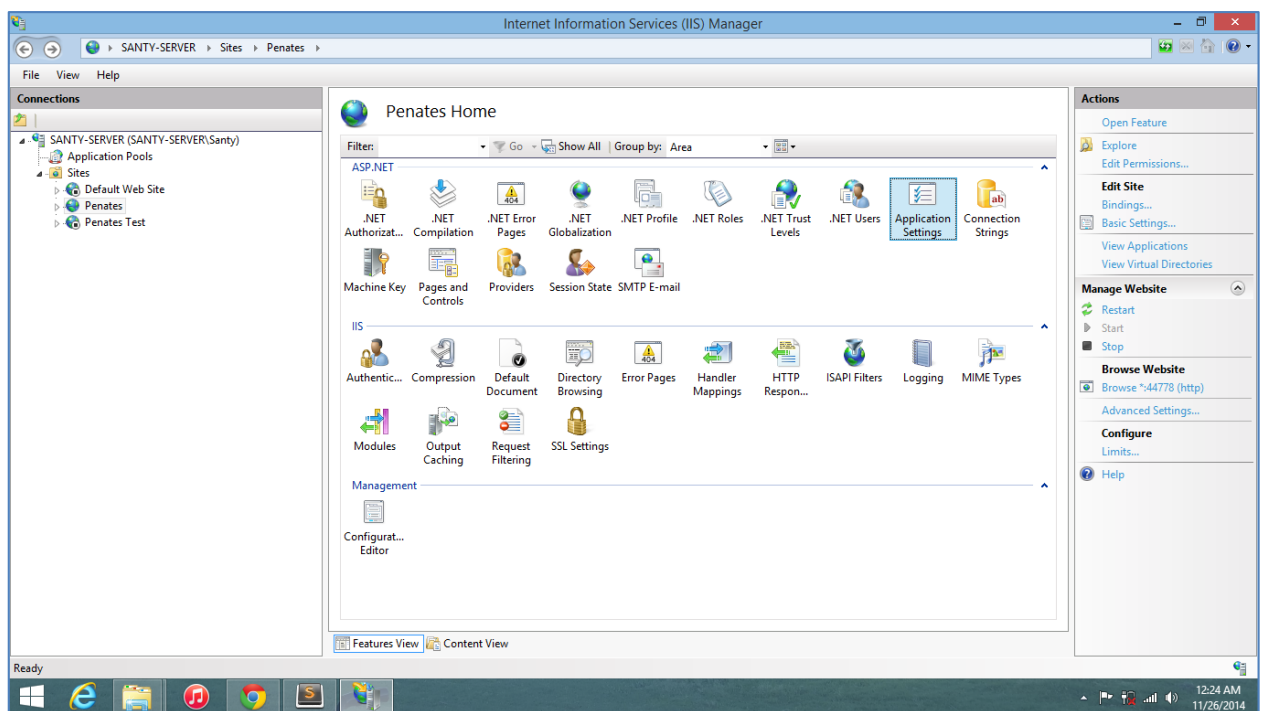 Internet Information Services (IIS) Manager
SANTY-SERVER Sites Penates
File View Help
Connections
SANTY-SERVER (SANTY-SERVER\Santy)
Application Pools
Sites
Default Web Site
Penates
Penates Test
Penates Home
Filter: Go Show All Group by: Area
ASP.NET
.NET Authorizat...
.NET Compilation
.NET Error Pages
.NET Globalization
.NET Profile
.NET Roles
.NET Trust Levels
.NET Users
Application Settings
Connection Strings
Machine Key
Pages and Controls
Providers
Session State
SMTP E-mail
IIS
Authentic...
Compression
Default Document
Directory Browsing
Error Pages
Handler Mappings
HTTP Respon...
ISAPI Filters
Logging
MIME Types
Modules
Output Caching
Request Filtering
SSL Settings
Management
Configurat... Editor
Features View Content View
Actions
Open Feature
Explore
Edit Permissions...
Edit Site
Bindings...
Basic Settings...
View Applications
View Virtual Directories
Manage Website
Restart
Start
Stop
Browse Website
Browse *:44778 (http)
Advanced Settings...
Configure
Limits...
Help
Ready
12:24 AM
11/26/2014